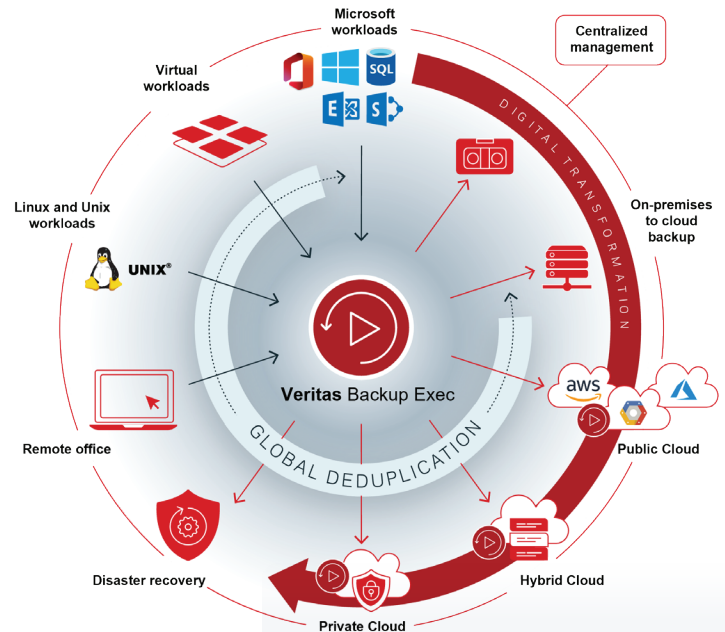 Microsoft
workloads
Centralized
management
Virtual
workloads
SQL
E
S
DIGITAL TRANSFORMATION
Linux and Unix
workloads
UNIX®
On-premises
to cloud
backup
Veritas Backup Exec
aws
GLOBAL DEDUPLICATION
Remote office
Public Cloud
Disaster recovery
Hybrid Cloud
Private Cloud